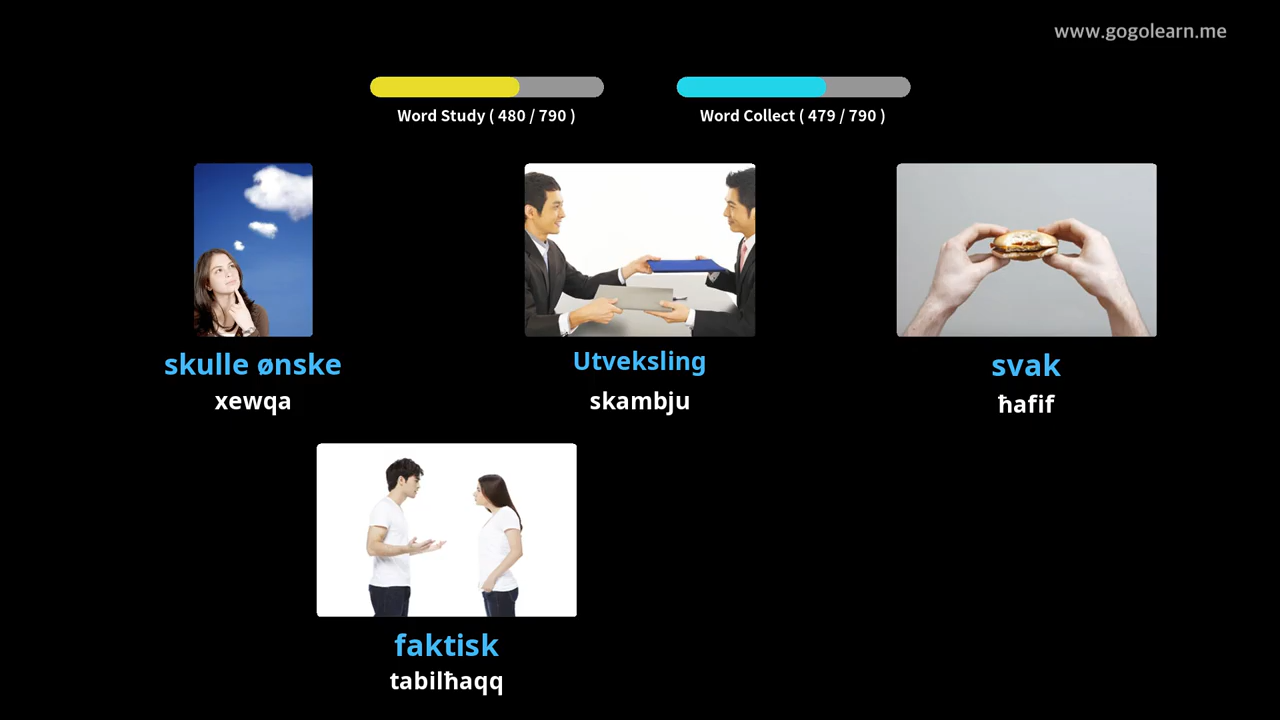 www.gogolearn.me
Word Study ( 480 / 790 )
Word Collect ( 479 / 790 )
skulle ønske
xewqa
Utveksling
skambju
svak
ħafif
faktisk
tabilħaqq